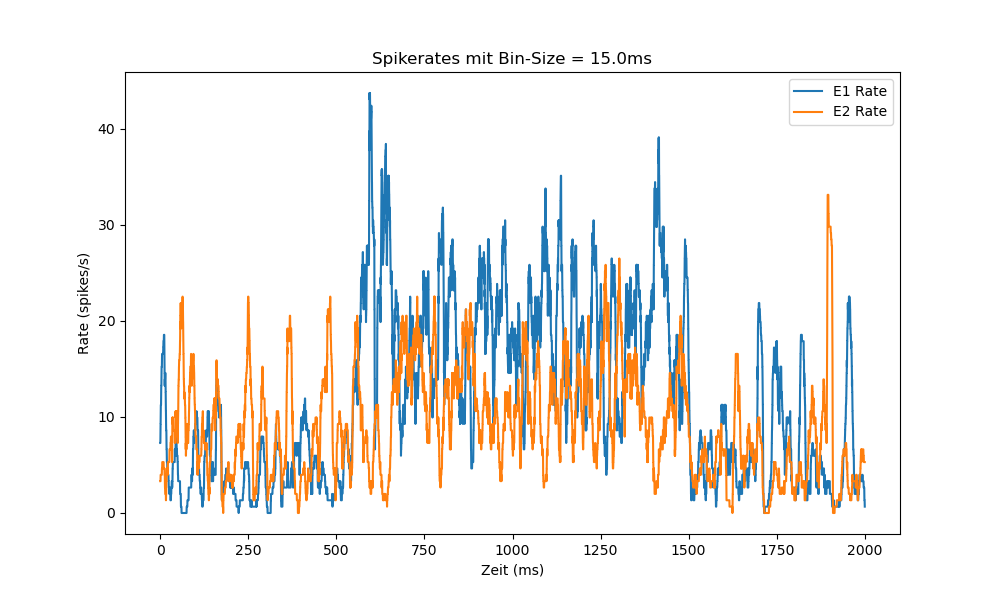 Spikerates mit Bin-Size = 15.0ms
E1 Rate
E2 Rate
40
30
20
10
0
Rate (spikes/s)
0 250 500 750 1000 1250 1500 1750 2000
Zeit (ms)